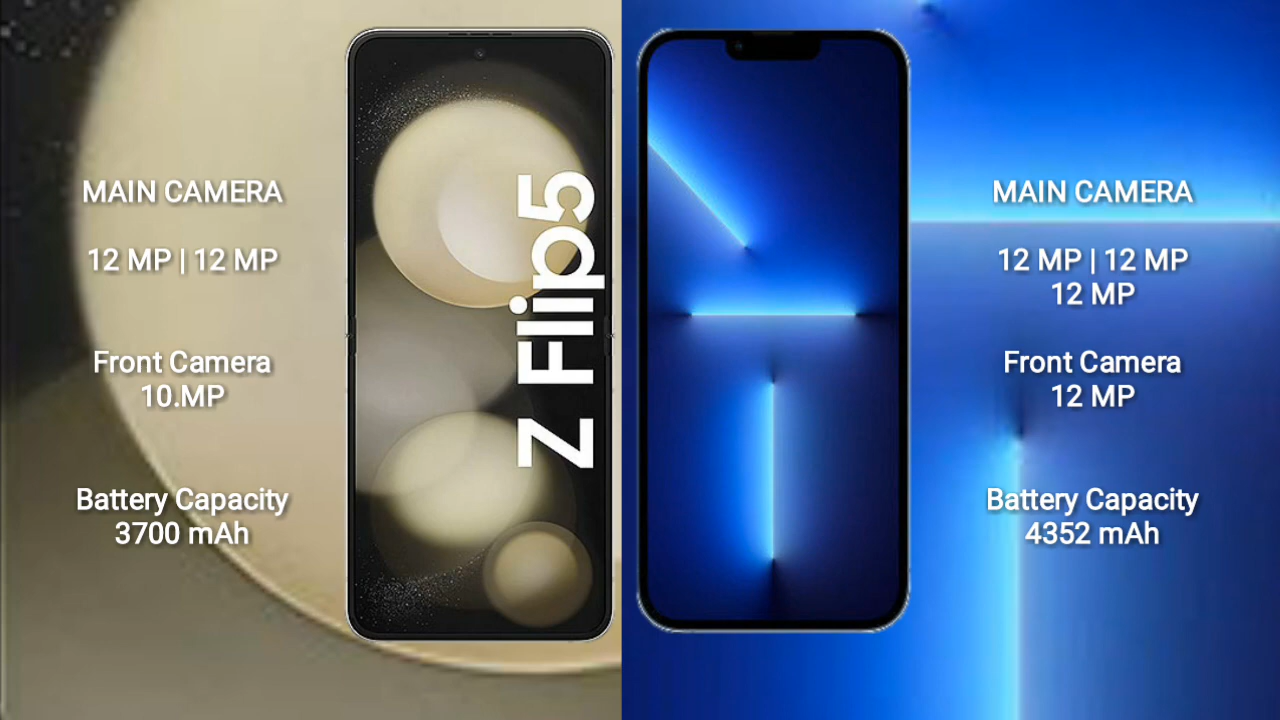 MAIN CAMERA
12 MP | 12 MP
Front Camera
10.MP
Battery Capacity
3700 mAh
Z Flip5
MAIN CAMERA
12 MP | 12 MP
12 MP
Front Camera
12 MP
Battery Capacity
4352 mAh